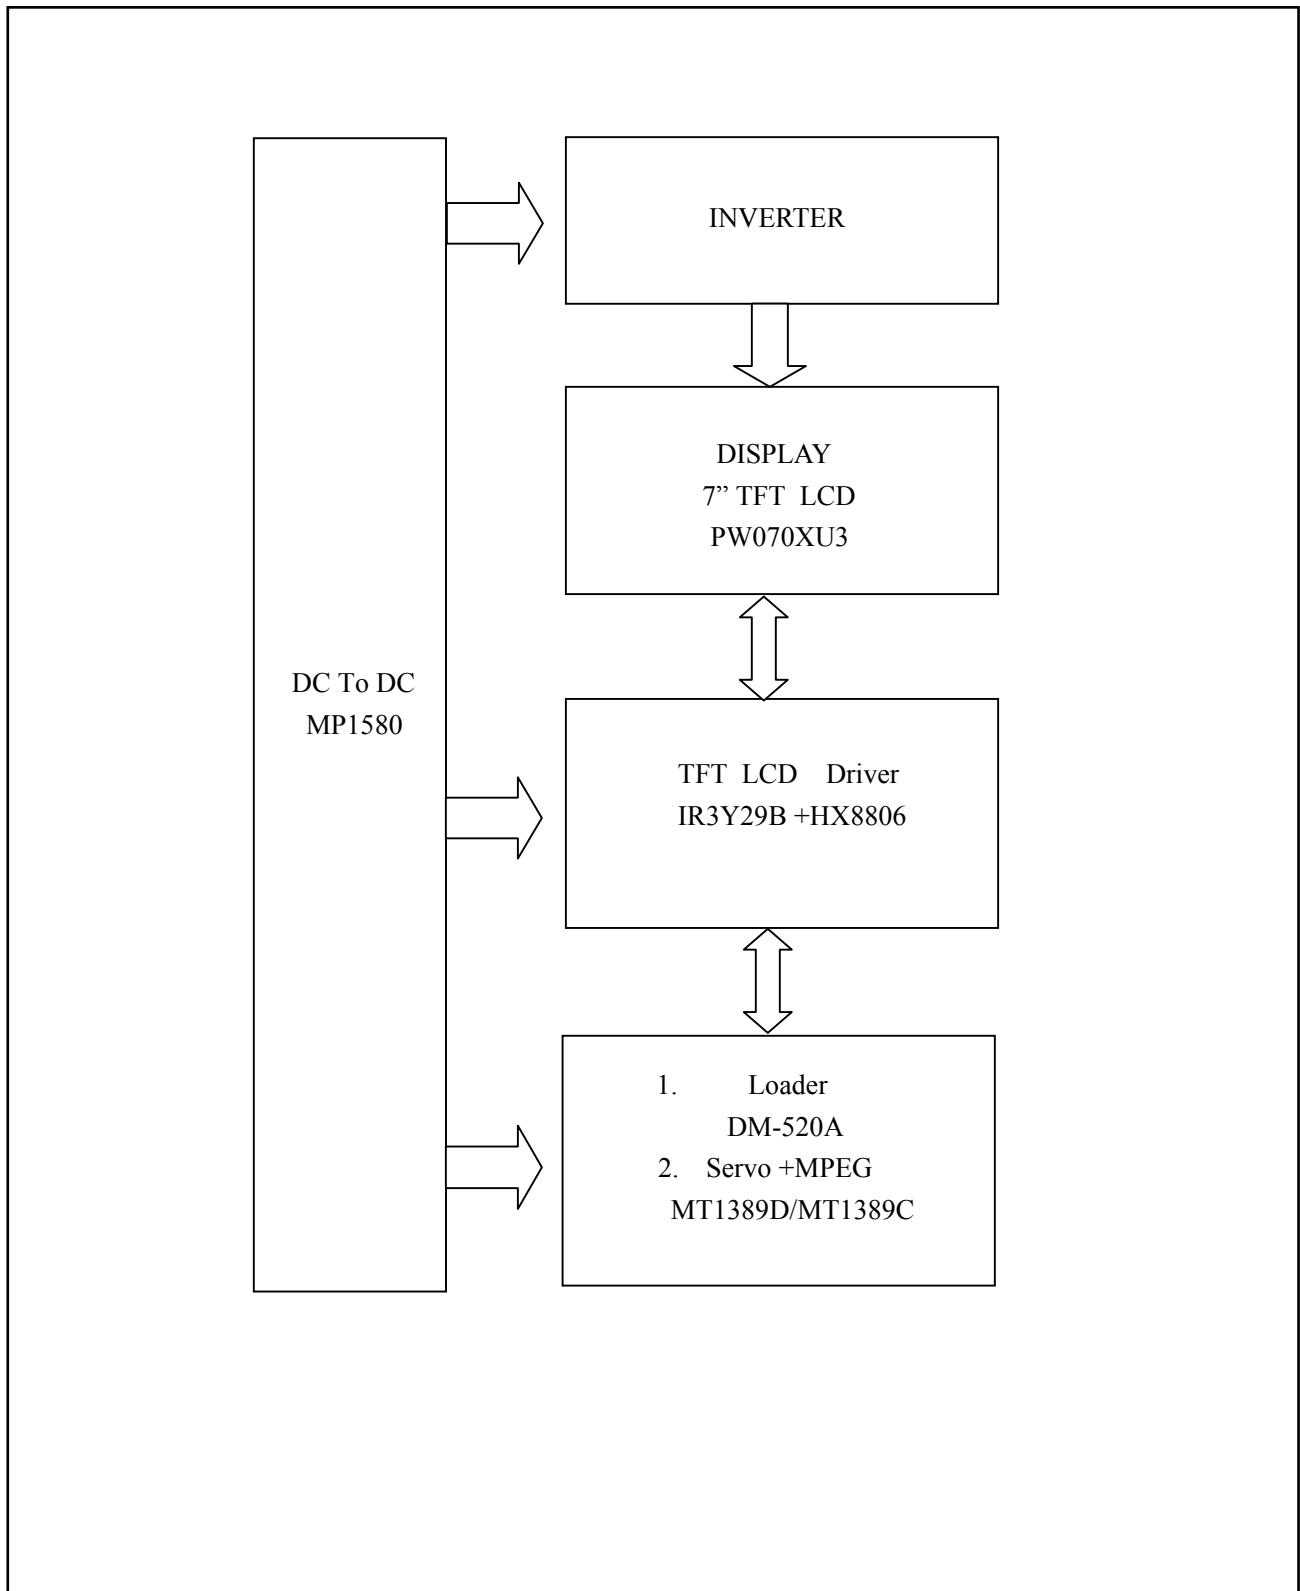 INVERTER
DISPLAY
7” TFT LCD
PW070XU3
DC To DC
MP1580
TFT LCD Driver
IR3Y29B +HX8806
1. Loader
DM-520A
2. Servo +MPEG
MT1389D/MT1389C